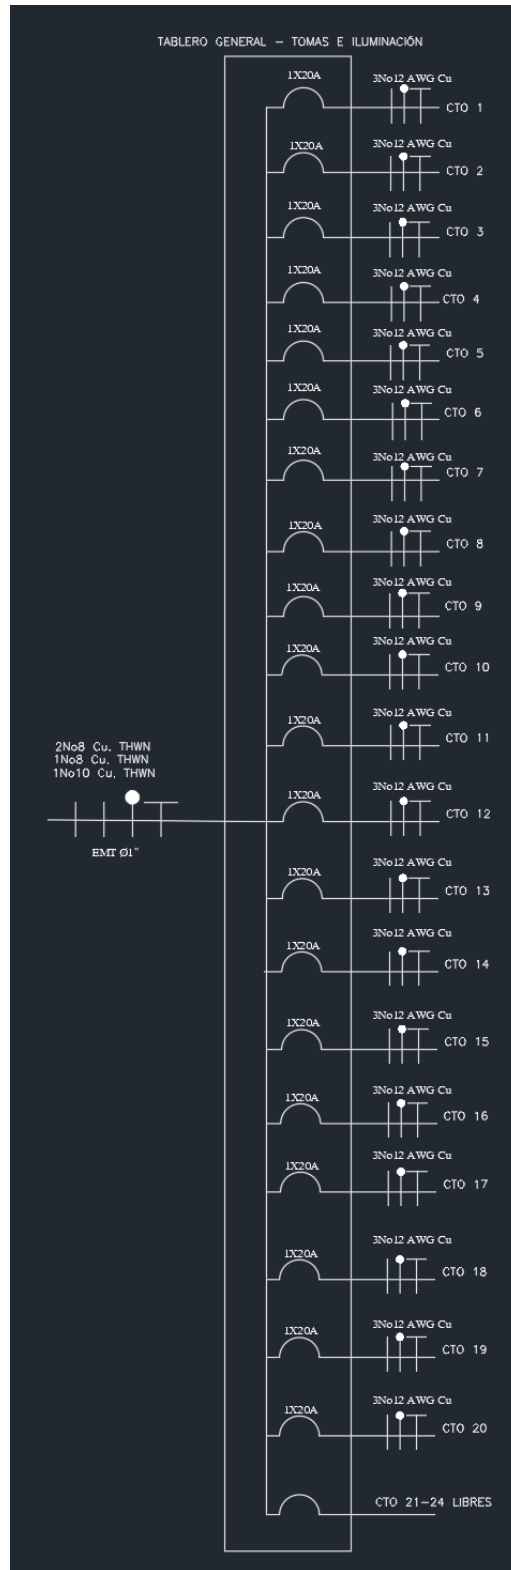 TABLERO GENERAL – TOMAS E ILUMINACIÓN
1X20A 3No12 AWG Cu
CTO 1
1X20A 3No12 AWG Cu
CTO 2
1X20A 3No12 AWG Cu
CTO 3
1X20A 3No12 AWG Cu
CTO 4
1X20A 3No12 AWG Cu
CTO 5
1X20A 3No12 AWG Cu
CTO 6
1X20A 3No12 AWG Cu
CTO 7
1X20A 3No12 AWG Cu
CTO 8
1X20A 3No12 AWG Cu
CTO 9
1X20A 3No12 AWG Cu
CTO 10
1X20A 3No12 AWG Cu
CTO 11
2No8 Cu, THWN
1No8 Cu, THWN
1No10 Cu, THWN
EMT Ø1"
1X20A 3No12 AWG Cu
CTO 12
1X20A 3No12 AWG Cu
CTO 13
1X20A 3No12 AWG Cu
CTO 14
1X20A 3No12 AWG Cu
CTO 15
1X20A 3No12 AWG Cu
CTO 16
1X20A 3No12 AWG Cu
CTO 17
1X20A 3No12 AWG Cu
CTO 18
1X20A 3No12 AWG Cu
CTO 19
1X20A 3No12 AWG Cu
CTO 20
CTO 21–24 LIBRES